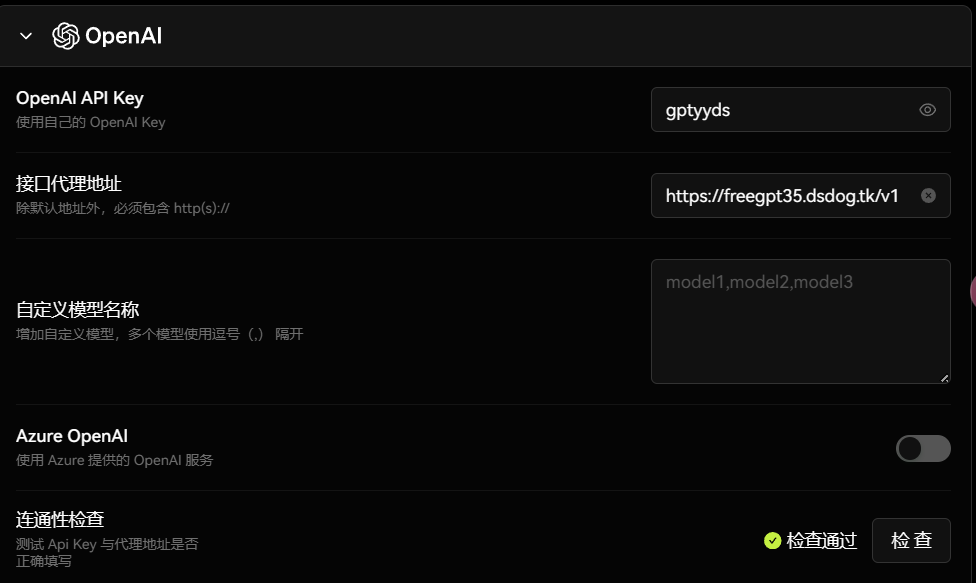 OpenAI
OpenAI API Key
使用自己的 OpenAI Key
gptyyds
接口代理地址
除默认地址外，必须包含 http(s)://
https://freegpt35.dsdog.tk/v1
自定义模型名称
增加自定义模型，多个模型使用逗号（,） 隔开
model1,model2,model3
Azure OpenAI
使用 Azure 提供的 OpenAI 服务
连通性检查
测试 Api Key 与代理地址是否
正确填写
检查通过
检 查